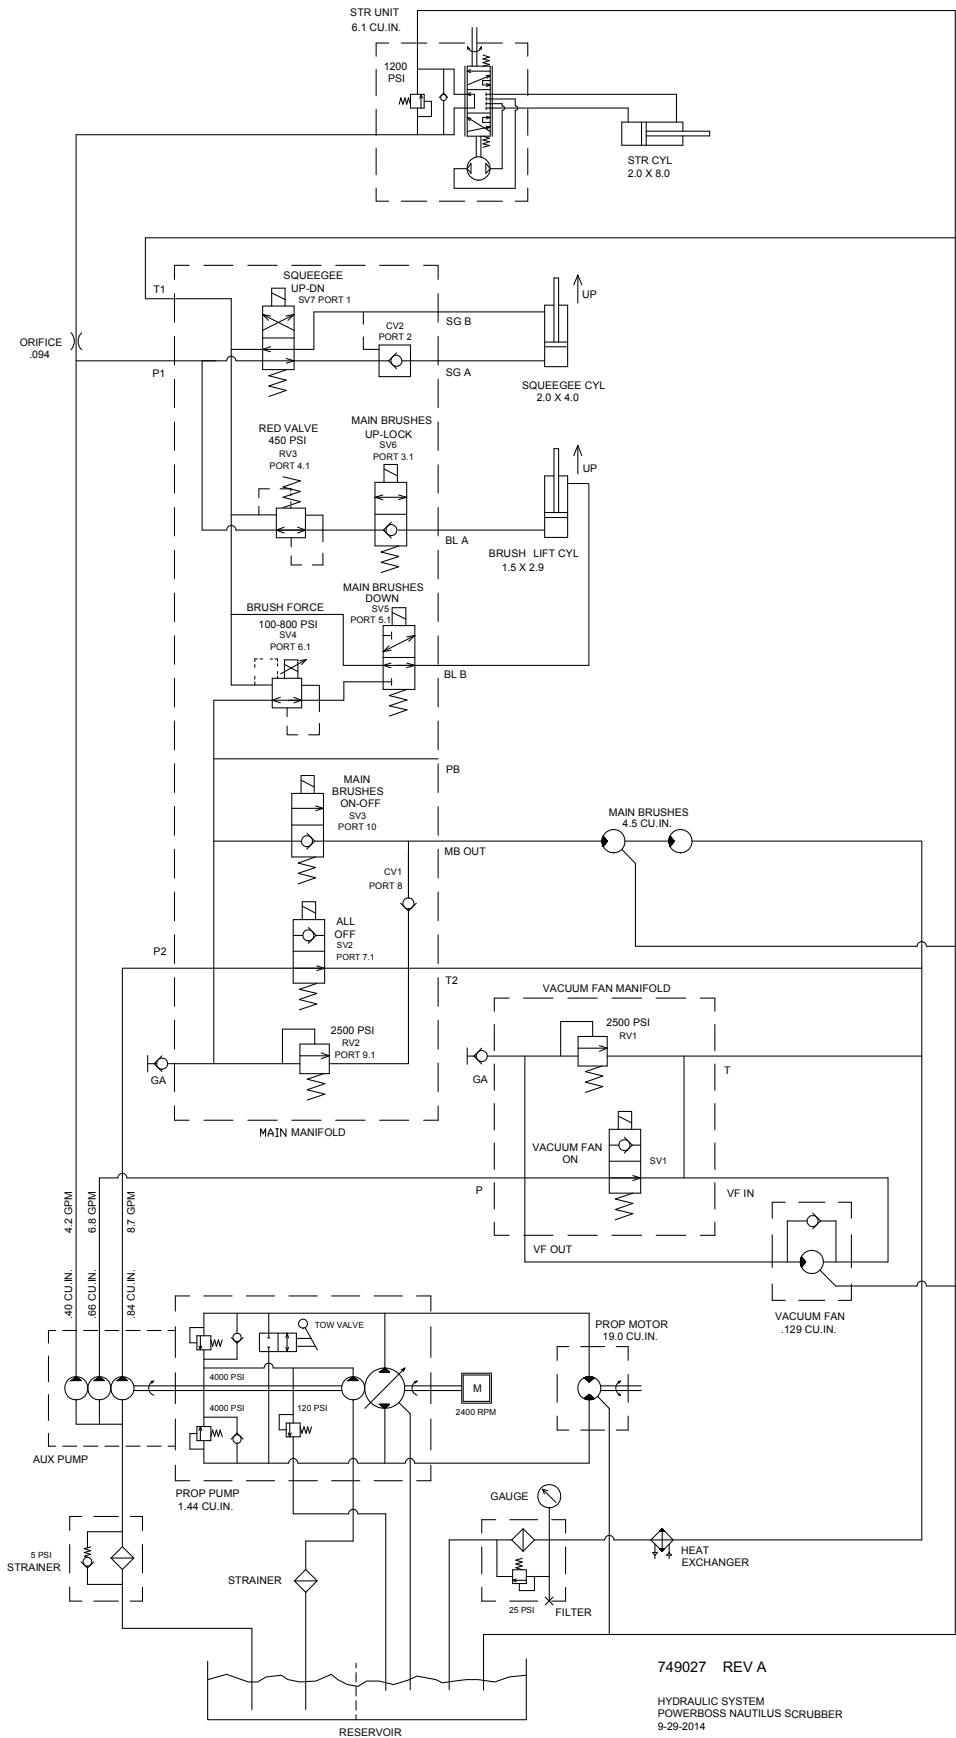 STR UNIT
6.1 CU.IN.
1200
PSI
STR CYL
2.0 X 8.0
T1
SQUEEGEE
UP-DN
SV7 PORT 1
SG B
UP
CV2
PORT 2
ORIFICE
.094
P1
SG A
SQUEEGEE CYL
2.0 X 4.0
RED VALVE
450 PSI
RV3
PORT 4.1
MAIN BRUSHES
UP-LOCK
SV6
PORT 3.1
UP
BL A
BRUSH LIFT CYL
1.5 X 2.9
MAIN BRUSHES
DOWN
SV5
PORT 5.1
BRUSH FORCE
100-800 PSI
SV4
PORT 6.1
BL B
PB
MAIN
BRUSHES
ON-OFF
SV3
PORT 10
MAIN BRUSHES
4.5 CU.IN.
MB OUT
CV1
PORT 8
ALL
OFF
SV2
PORT 7.1
P2
T2
VACUUM FAN MANIFOLD
2500 PSI
RV2
PORT 9.1
2500 PSI
RV1
GA
GA
T
MAIN MANIFOLD
VACUUM FAN
ON
SV1
P
VF IN
VF OUT
4.2 GPM
6.8 GPM
8.7 GPM
.40 CU.IN.
.66 CU.IN.
.84 CU.IN.
VACUUM FAN
.129 CU.IN.
TOW VALVE
PROP MOTOR
19.0 CU.IN.
4000 PSI
M
2400 RPM
4000 PSI
120 PSI
AUX PUMP
PROP PUMP
1.44 CU.IN.
GAUGE
5 PSI
STRAINER
STRAINER
HEAT
EXCHANGER
25 PSI
FILTER
RESERVOIR
749027 REV A
HYDRAULIC SYSTEM
POWERBOSS NAUTILUS SCRUBBER
9-29-2014